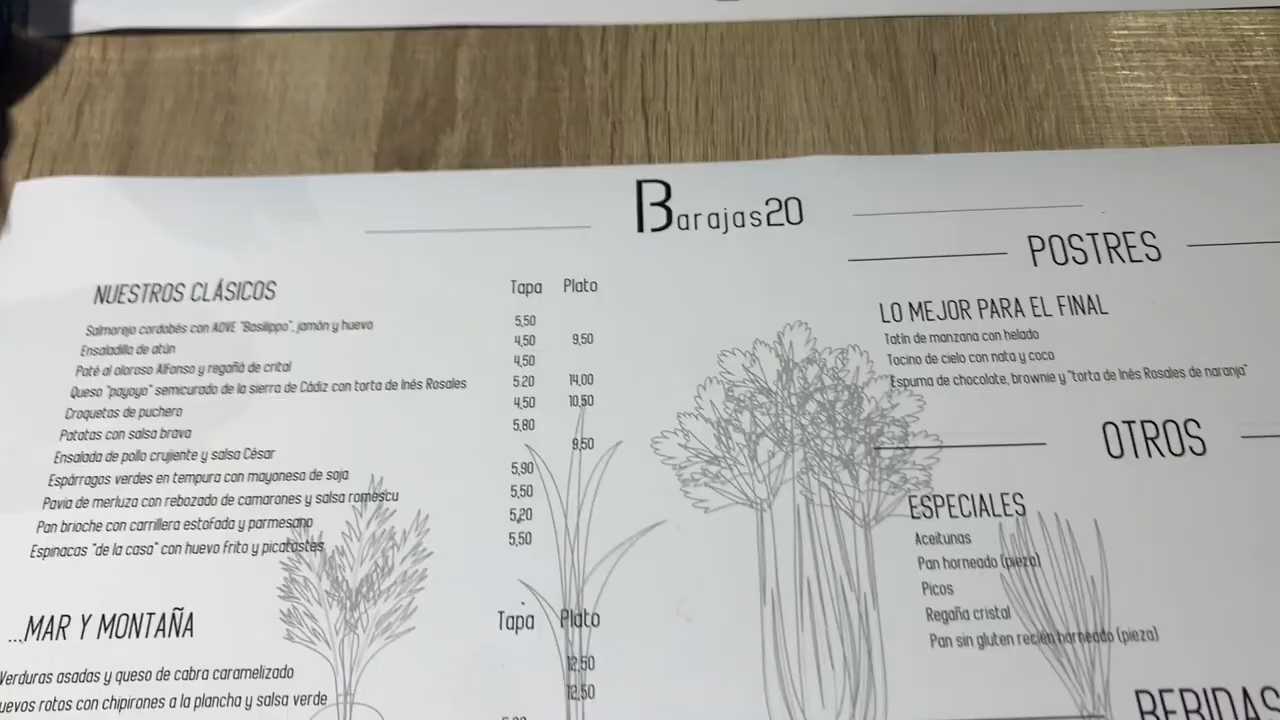 Barajas20
NUESTROS CLÁSICOS Tapa Plato
Salmorejo cordobés con AOVE "Basilippo", jamón y huevo 5,50
Ensaladilla de atún 4,50 9,50
Paté al oloroso Alfonso y regañá de crital 4,50
Queso "payoyo" semicurado de la sierra de Cádiz con torta de Inés Rosales 5.20 14,00
Croquetas de puchero 4,50 10,50
Patatas con salsa brava 5,80
Ensalada de pollo crujiente y salsa César 9,50
Espárragos verdes en tempura con mayonesa de soja 5,90
Pavia de merluza con rebozado de camarones y salsa romescu 5,50
Pan brioche con carrillera estofada y parmesano 5,20
Espinacas "de la casa" con huevo frito y picatostes 5,50
...MAR Y MONTAÑA Tapa Plato
Verduras asadas y queso de cabra caramelizado 12,50
uevos rotos con chipirones a la plancha y salsa verde 12,50
POSTRES
LO MEJOR PARA EL FINAL
Tatín de manzana con helado
Tocino de cielo con nata y coco
Espuma de chocolate, brownie y "torta de Inés Rosales de naranja"
OTROS
ESPECIALES
Aceitunas
Pan horneado (pieza)
Picos
Regaña cristal
Pan sin gluten recién horneado (pieza)
BEBIDAS